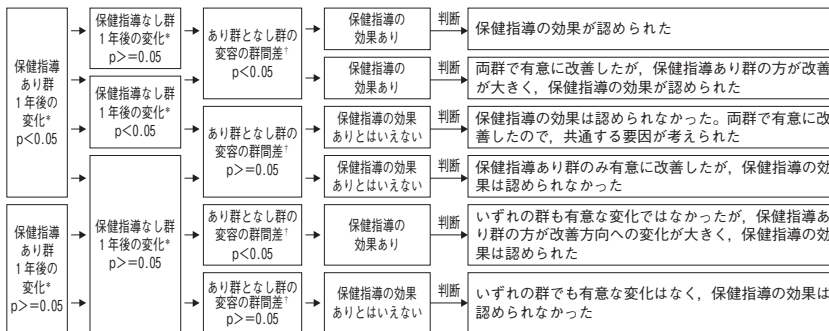 保健指導
あり群
1年後の
変化*
p<0.05
保健指導なし群
1年後の変化*
p>=0.05
あり群となし群の
変容の群間差†
p<0.05
保健指導の
効果あり
判断
保健指導の効果が認められた
保健指導なし群
1年後の変化*
p<0.05
保健指導の
効果あり
判断
両群で有意に改善したが，保健指導あり群の方が改善
が大きく，保健指導の効果が認められた
あり群となし群の
変容の群間差†
p>=0.05
保健指導の効果
ありとはいえない
判断
保健指導の効果は認められなかった。両群で有意に改
善したので，共通する要因が考えられた
保健指導なし群
1年後の変化*
p>=0.05
保健指導の効果
ありとはいえない
判断
保健指導あり群のみ有意に改善したが，保健指導の効
果は認められなかった
保健指導
あり群
1年後の
変化*
p>=0.05
あり群となし群の
変容の群間差†
p<0.05
保健指導の
効果あり
判断
いずれの群も有意な変化ではなかったが，保健指導あ
り群の方が改善方向への変化が大きく，保健指導の効
果は認められた
あり群となし群の
変容の群間差†
p>=0.05
保健指導の効果
ありとはいえない
判断
いずれの群でも有意な変化はなく，保健指導の効果は
認められなかった